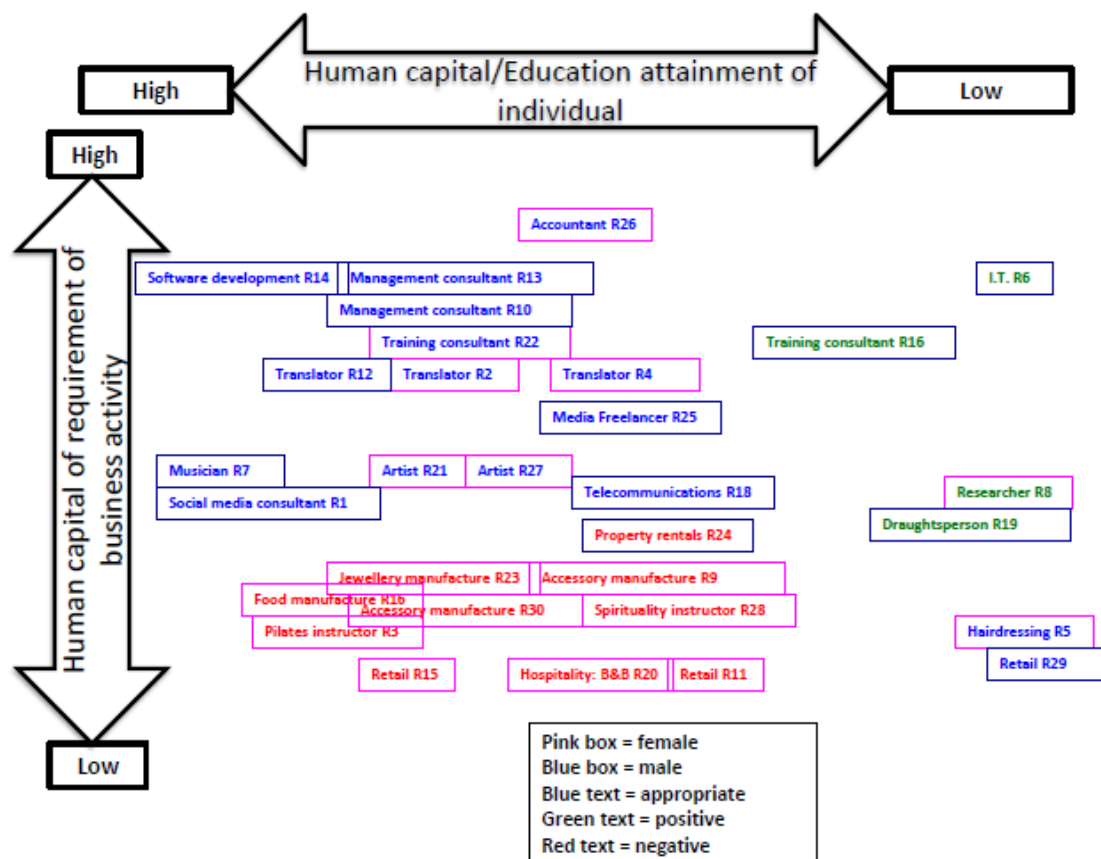 Human capital/Education attainment of
individual
High
Low
High
Human capital of requirement of
business activity
Accountant R26
Software development R14
Management consultant R13
I.T. R6
Management consultant R10
Training consultant R22
Training consultant R16
Translator R12
Translator R2
Translator R4
Media Freelancer R25
Musician R7
Artist R21
Artist R27
Telecommunications R18
Researcher R8
Social media consultant R1
Draughtsperson R19
Property rentals R24
Jewellery manufacture R23
Accessory manufacture R9
Food manufacture R16
Accessory manufacture R30
Spirituality instructor R28
Pilates instructor R3
Hairdressing R5
Retail R15
Hospitality: B&B R20
Retail R11
Retail R29
Low
Pink box = female
Blue box = male
Blue text = appropriate
Green text = positive
Red text = negative